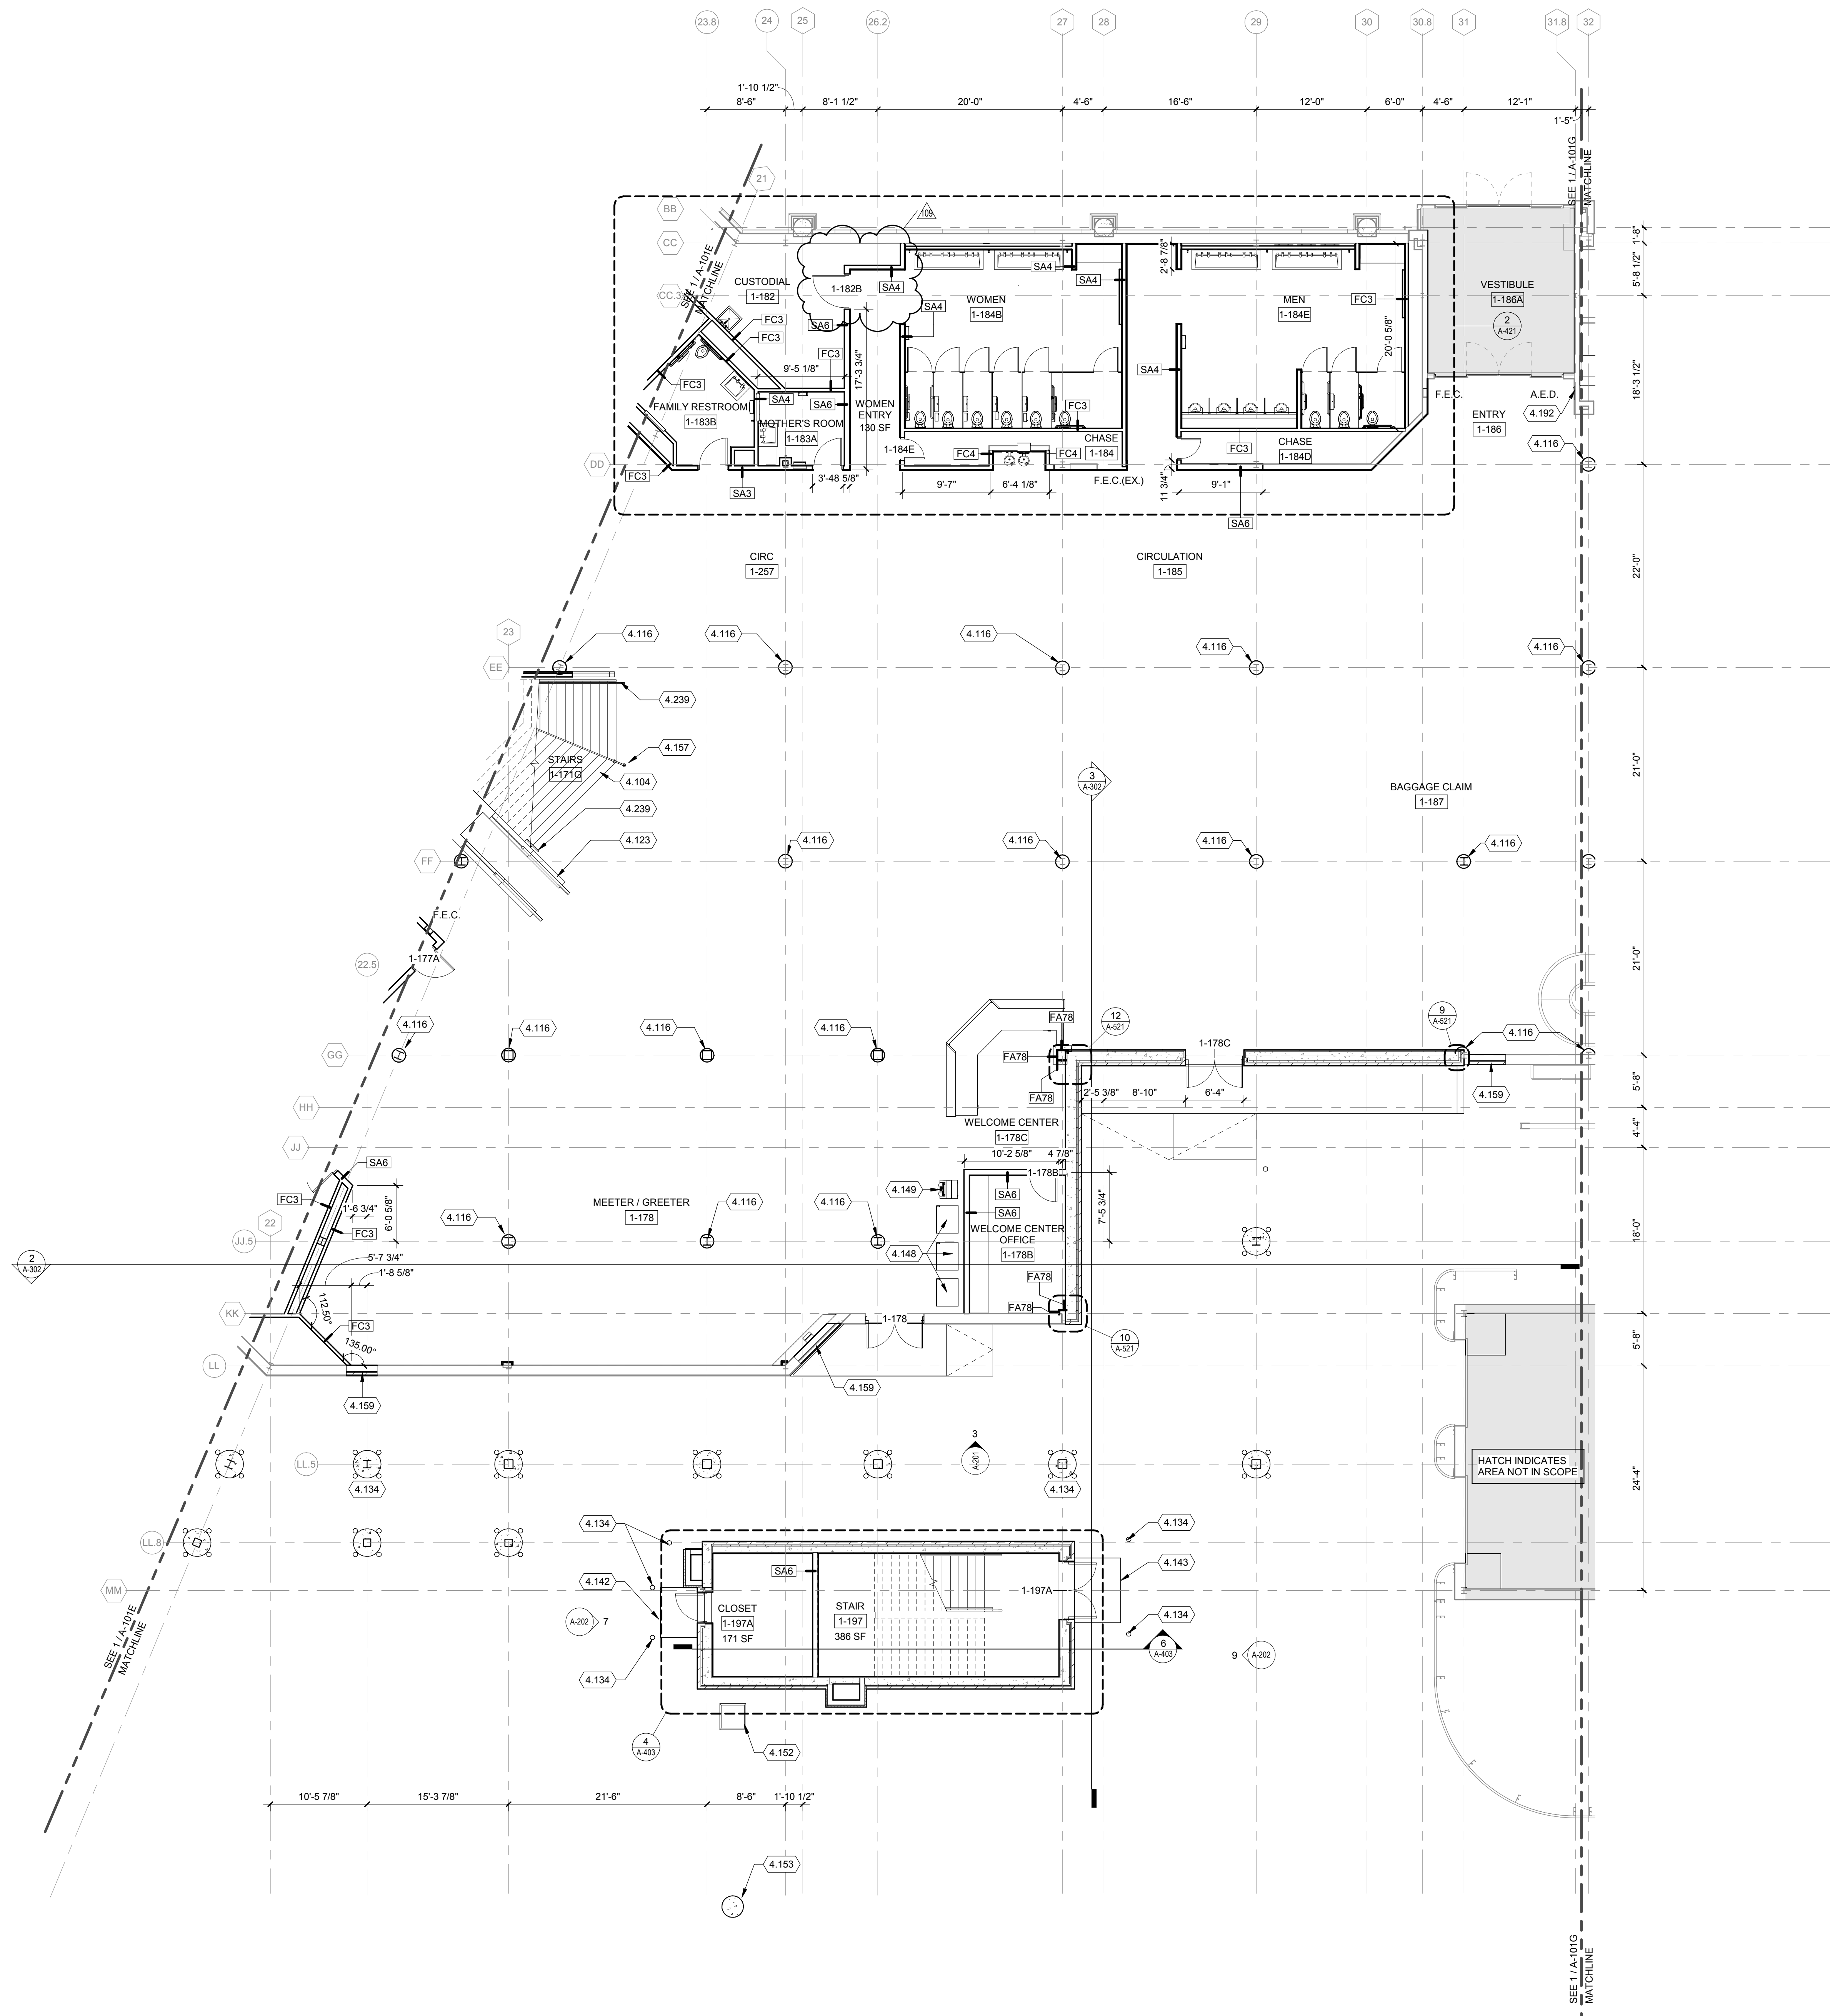 23.8
24
25
26.2
27
28
29
30
30.8
31
31.8
32
1'-10 1/2"
8'-6"
8'-1 1/2"
20'-0"
4'-6"
16'-6"
12'-0"
6'-0"
4'-6"
12'-1"
1'-5"
SEE 1 / A-101G
MATCHLINE
21
BB
CC
CC.3
DD
SEE 1 / A-101E
MATCHLINE
109
CUSTODIAL
1-182
1-182B
SA4
SA4
SA4
SA4
SA6
WOMEN
1-184B
2'-8 7/8"
MEN
1-184E
FC3
20'-0 5/8"
VESTIBULE
1-186A
2
A-421
1'-8"
5'-8 1/2"
18'-3 1/2"
FC3
FC3
FC3
9'-5 1/8"
FC3
17'-3 3/4"
SA4
FC3
SA4
SA6
FAMILY RESTROOM
1-183B
MOTHER'S ROOM
1-183A
WOMEN
ENTRY
130 SF
1-184E
FC3
CHASE
1-184
FC3
CHASE
1-184D
F.E.C.
A.E.D.
4.192
ENTRY
1-186
4.116
FC3
SA3
3'-4
8 5/8"
FC4
FC4
9'-7"
6'-4 1/8"
F.E.C.(EX.)
11 3/4"
9'-1"
SA6
CIRC
1-257
CIRCULATION
1-185
22'-0"
23
EE
4.116
4.116
4.116
4.116
4.116
4.239
4.157
STAIRS
1-171G
4.104
4.239
4.123
3
A-302
BAGGAGE CLAIM
1-187
21'-0"
FF
4.116
4.116
4.116
4.116
F.E.C.
1-177A
22.5
21'-0"
GG
4.116
4.116
4.116
4.116
FA78
FA78
FA78
12
A-521
1-178C
9
A-521
4.116
4.159
2'-5 3/8"
8'-10"
6'-4"
5'-8"
HH
4'-4"
JJ
WELCOME CENTER
1-178C
10'-2 5/8"
4 7/8"
1-178B
SA6
FC3
1'-6 3/4"
6'-0 5/8"
FC3
22
JJ.5
MEETER / GREETER
1-178
4.116
4.116
4.116
4.149
SA6
SA6
7'-5 3/4"
WELCOME CENTER
OFFICE
1-178B
4.148
18'-0"
2
A-302
5'-7 3/4"
1'-8 5/8"
112.50°
FC3
135.00°
KK
FA78
FA78
1-178
10
A-521
LL
4.159
4.159
5'-8"
LL.5
4.134
3
A-201
4.134
HATCH INDICATES
AREA NOT IN SCOPE
24'-4"
LL.8
4.134
4.134
4.142
4.143
MM
SA6
1-197A
A-202
7
CLOSET
1-197A
171 SF
STAIR
1-197
386 SF
4.134
4.134
6
A-403
9
A-202
SEE 1 / A-101E
MATCHLINE
4
A-403
4.152
10'-5 7/8"
15'-3 7/8"
21'-6"
8'-6"
1'-10 1/2"
4.153
SEE 1 / A-101G
MATCHLINE